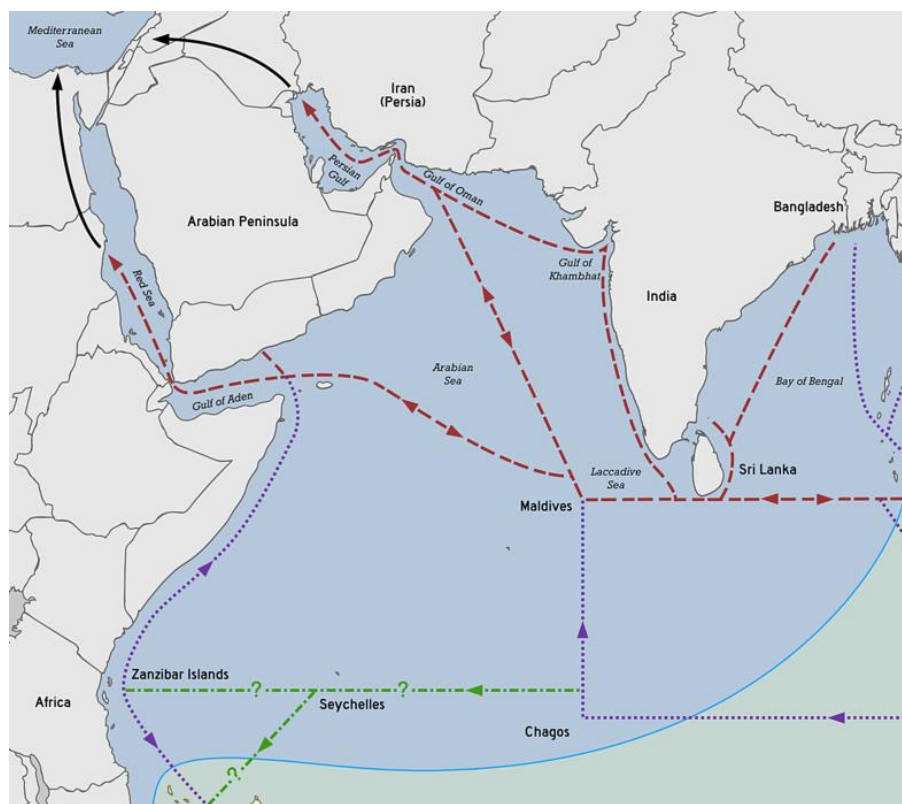 Mediterranean
Sea
Iran
(Persia)
Persian
Gulf
Gulf of Oman
Bangladesh
Arabian Peninsula
Red Sea
Gulf of
Khambhat
India
Arabian
Sea
Bay of Bengal
Gulf of Aden
Sri Lanka
Laccadive
Sea
Maldives
Zanzibar Islands
?
?
Africa
Seychelles
Chagos
?